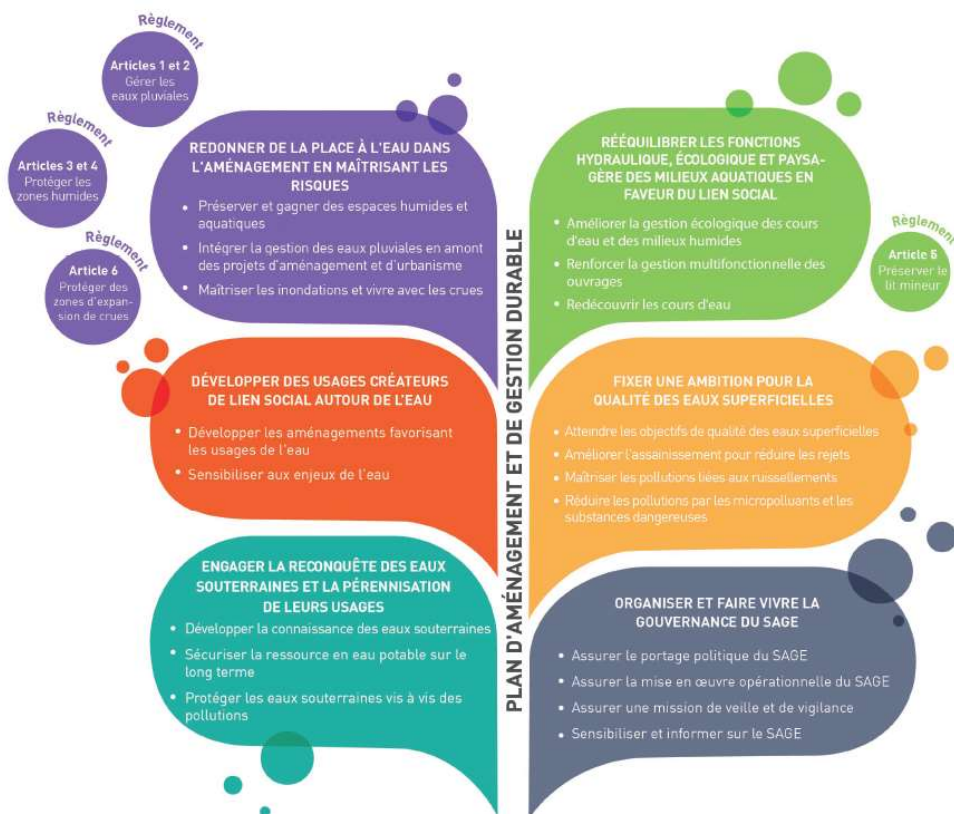 Règlement
Articles 1 et 2
Gérer les
eaux pluviales
Règlement
Articles 3 et 4
Protéger les
zones humides
Règlement
Article 6
Protéger des
zones d'expan-
sion de crues
REDONNER DE LA PLACE À L'EAU DANS
L'AMÉNAGEMENT EN MAÎTRISANT LES
RISQUES
• Préserver et gagner des espaces humides et
aquatiques
• Intégrer la gestion des eaux pluviales en amont
des projets d'aménagement et d'urbanisme
• Maîtriser les inondations et vivre avec les crues
DÉVELOPPER DES USAGES CRÉATEURS
DE LIEN SOCIAL AUTOUR DE L'EAU
• Développer les aménagements favorisant
les usages de l'eau
• Sensibiliser aux enjeux de l'eau
ENGAGER LA RECONQUÊTE DES EAUX
SOUTERRAINES ET LA PÉRENNISATION
DE LEURS USAGES
• Développer la connaissance des eaux souterraines
• Sécuriser la ressource en eau potable sur le
long terme
• Protéger les eaux souterraines vis à vis des
pollutions
PLAN D'AMÉNAGEMENT ET DE GESTION DURABLE
RÉÉQUILIBRER LES FONCTIONS
HYDRAULIQUE, ÉCOLOGIQUE ET PAYSA-
GÈRE DES MILIEUX AQUATIQUES EN
FAVEUR DU LIEN SOCIAL
• Améliorer la gestion écologique des cours
d'eau et des milieux humides
• Renforcer la gestion multifonctionnelle des
ouvrages
• Redécouvrir les cours d'eau
Règlement
Article 5
Préserver le
lit mineur
FIXER UNE AMBITION POUR LA
QUALITÉ DES EAUX SUPERFICIELLES
• Atteindre les objectifs de qualité des eaux superficielles
• Améliorer l'assainissement pour réduire les rejets
• Maîtriser les pollutions liées aux ruissellements
• Réduire les pollutions par les micropolluants et les
substances dangereuses
ORGANISER ET FAIRE VIVRE LA
GOUVERNANCE DU SAGE
• Assurer le portage politique du SAGE
• Assurer la mise en œuvre opérationnelle du SAGE
• Assurer une mission de veille et de vigilance
• Sensibiliser et informer sur le SAGE